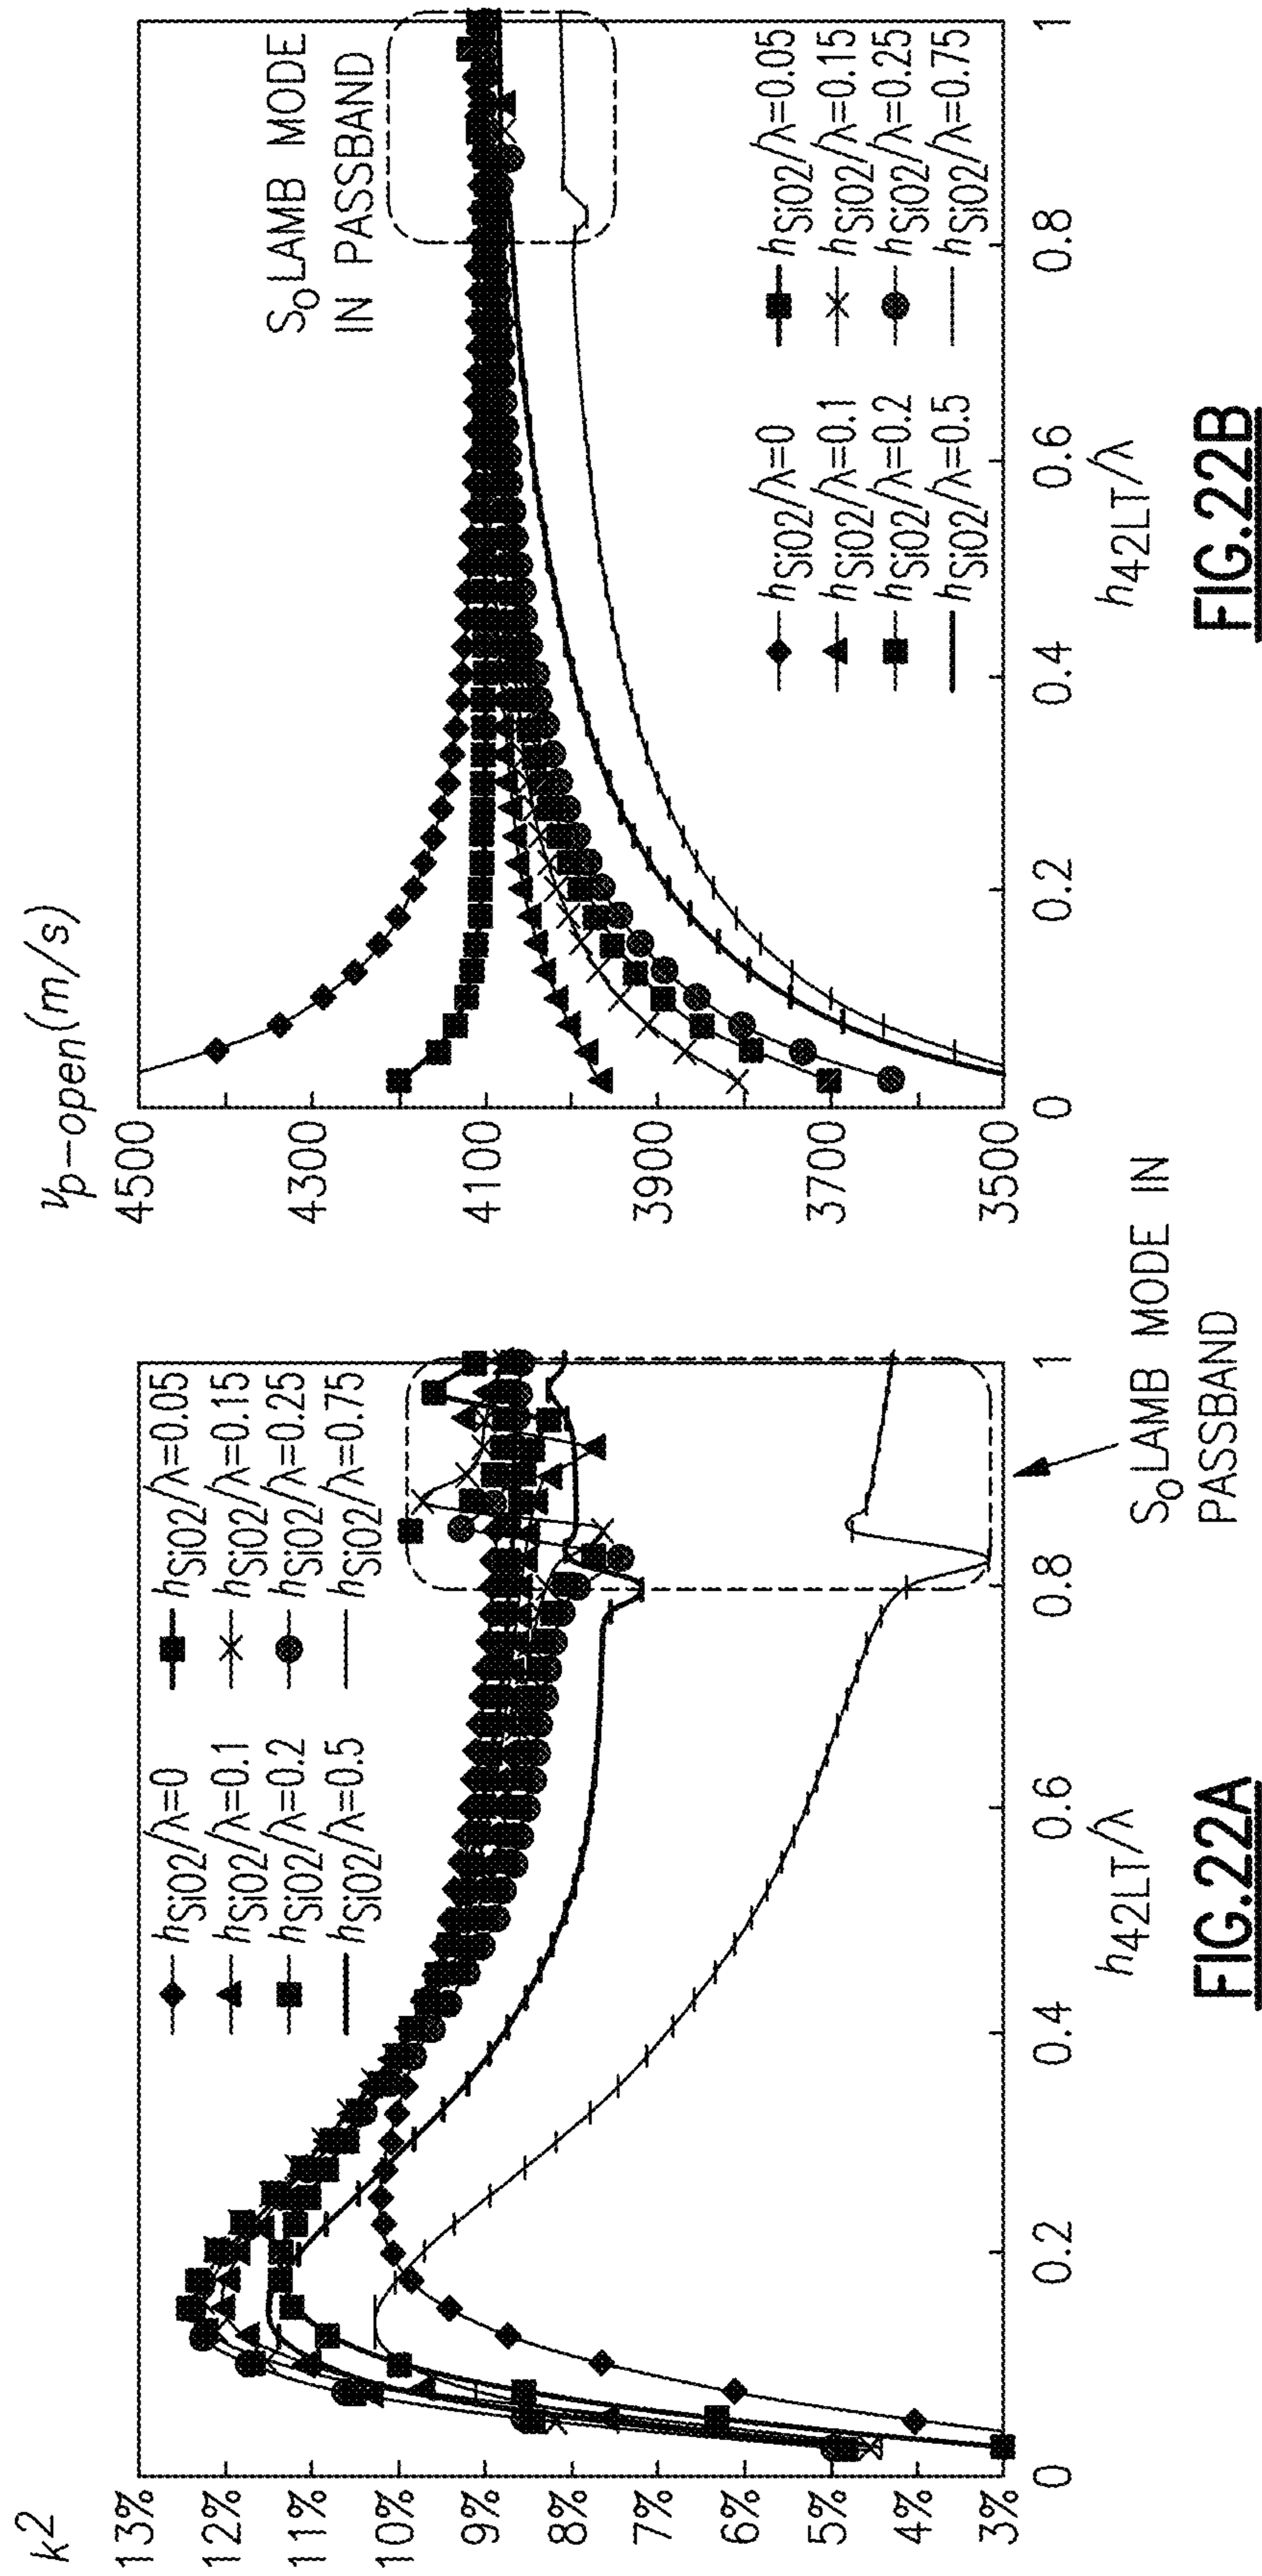 k²
13%
12%
11%
10%
9%
8%
7%
6%
5%
4%
3%
hSiO2/λ=0
hSiO2/λ=0.05
hSiO2/λ=0.1
hSiO2/λ=0.15
hSiO2/λ=0.2
hSiO2/λ=0.25
hSiO2/λ=0.5
hSiO2/λ=0.75
0
0.2
0.4
0.6
0.8
1
h42LT/λ
S0 LAMB MODE IN
PASSBAND
FIG.22A
νp-open(m/s)
4500
4300
4100
3900
3700
3500
S0 LAMB MODE
IN PASSBAND
hSiO2/λ=0
hSiO2/λ=0.05
hSiO2/λ=0.1
hSiO2/λ=0.15
hSiO2/λ=0.2
hSiO2/λ=0.25
hSiO2/λ=0.5
hSiO2/λ=0.75
0
0.2
0.4
0.6
0.8
1
h42LT/λ
FIG.22B